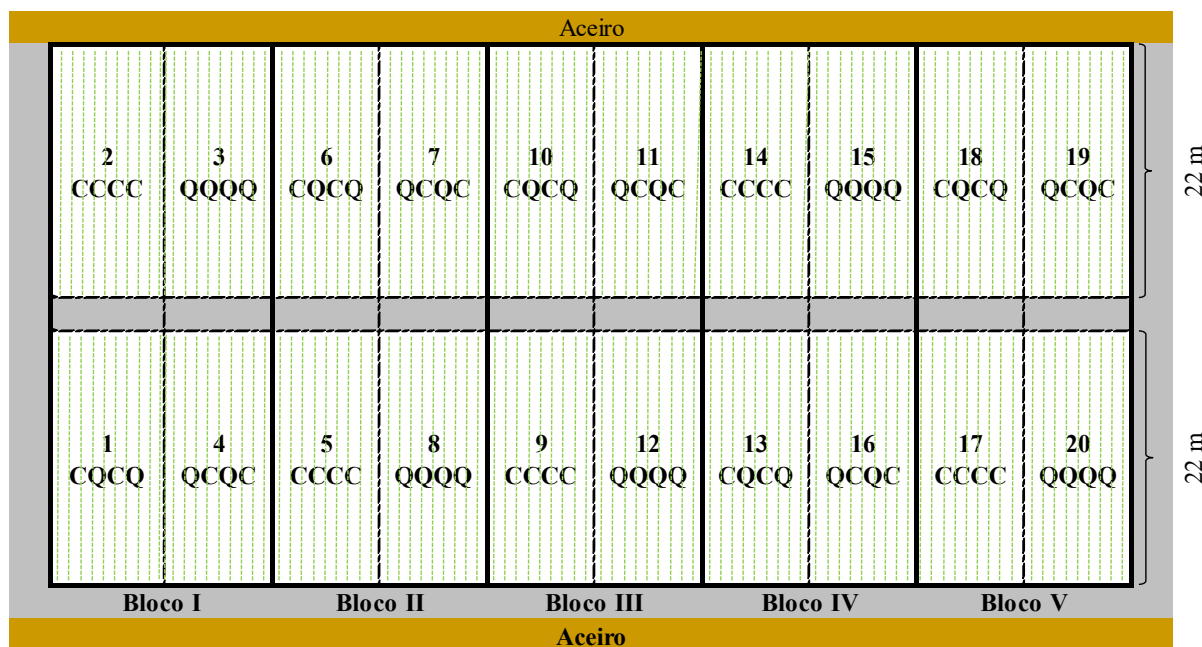 Aceiro
2 3 6 7 10 11 14 15 18 19
CCCC QQQQ CQCQ QCQC CQCQ QCQC CCCC QQQQ CQCQ QCQC
22 m
1 4 5 8 9 12 13 16 17 20
CQCQ QCQC CCCC QQQQ CCCC QQQQ CQCQ QCQC CCCC QQQQ
22 m
Bloco I Bloco II Bloco III Bloco IV Bloco V
Aceiro